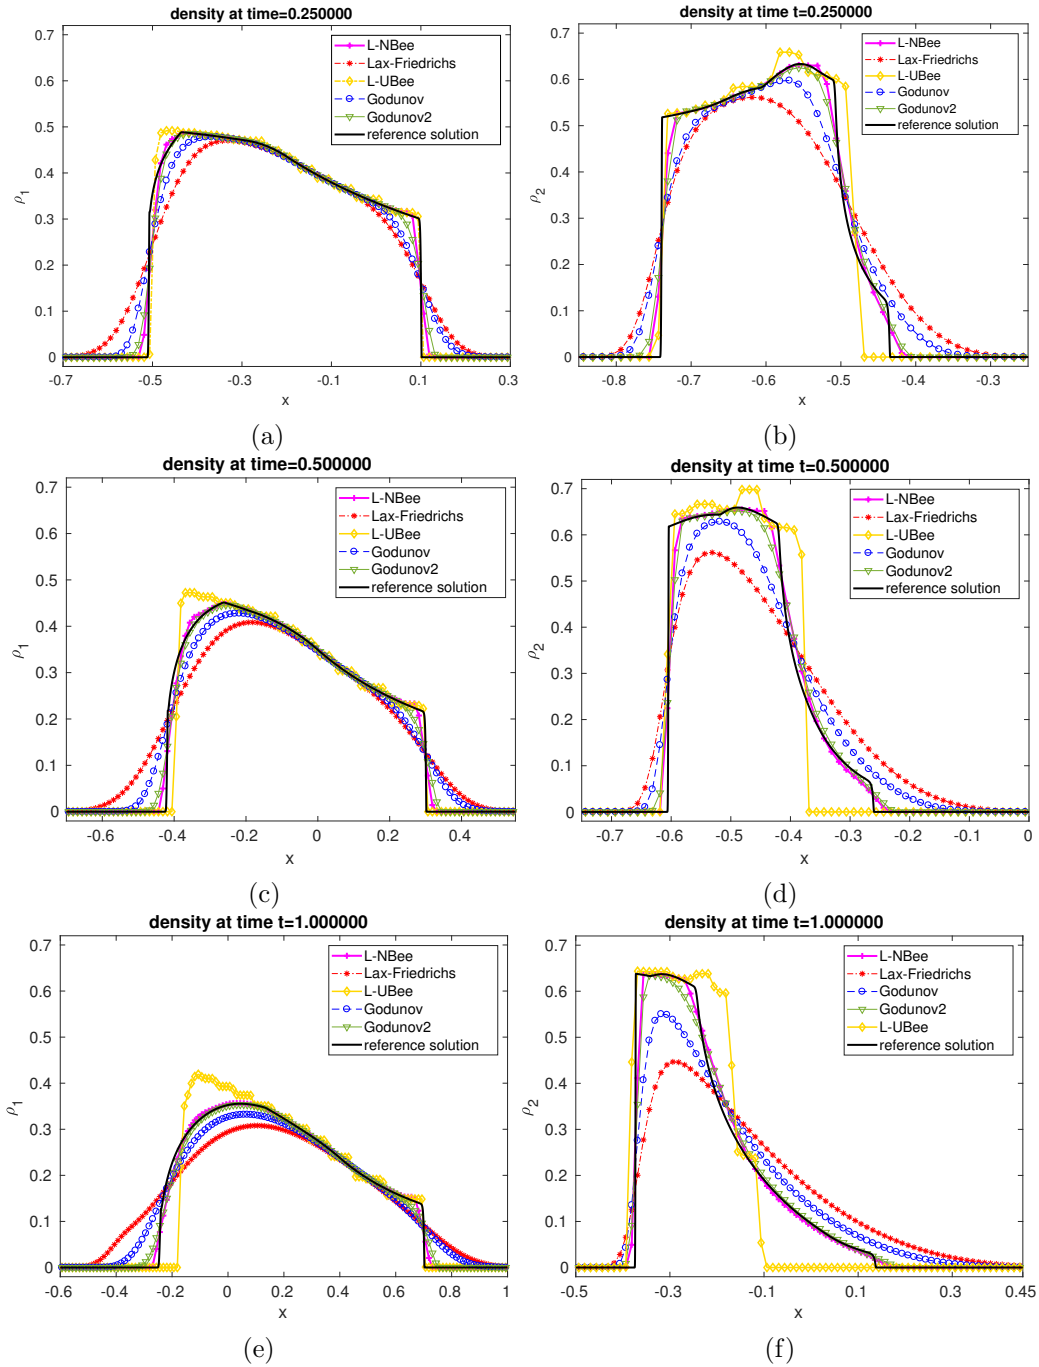 density at time=0.250000
0.7
0.6
0.5
0.4
0.3
0.2
0.1
0
ρ1
-0.7 -0.5 -0.3 -0.1 0.1 0.3
x
L-NBee
Lax-Friedrichs
L-UBee
Godunov
Godunov2
reference solution
(a)
density at time t=0.250000
0.7
0.6
0.5
0.4
0.3
0.2
0.1
0
ρ2
-0.8 -0.7 -0.6 -0.5 -0.4 -0.3
x
L-NBee
Lax-Friedrichs
L-UBee
Godunov
Godunov2
reference solution
(b)
density at time=0.500000
0.7
0.6
0.5
0.4
0.3
0.2
0.1
0
ρ1
-0.6 -0.4 -0.2 0 0.2 0.4
x
L-NBee
Lax-Friedrichs
L-UBee
Godunov
Godunov2
reference solution
(c)
density at time t=0.500000
0.7
0.6
0.5
0.4
0.3
0.2
0.1
0
ρ2
-0.7 -0.6 -0.5 -0.4 -0.3 -0.2 -0.1 0
x
L-NBee
Lax-Friedrichs
L-UBee
Godunov
Godunov2
reference solution
(d)
density at time t=1.000000
0.7
0.6
0.5
0.4
0.3
0.2
0.1
0
ρ1
-0.6 -0.4 -0.2 0 0.2 0.4 0.6 0.8 1
x
L-NBee
Lax-Friedrichs
L-UBee
Godunov
Godunov2
reference solution
(e)
density at time t=1.000000
0.7
0.6
0.5
0.4
0.3
0.2
0.1
0
ρ2
-0.5 -0.3 -0.1 0.1 0.3 0.45
x
L-NBee
Lax-Friedrichs
Godunov
Godunov2
L-UBee
reference solution
(f)